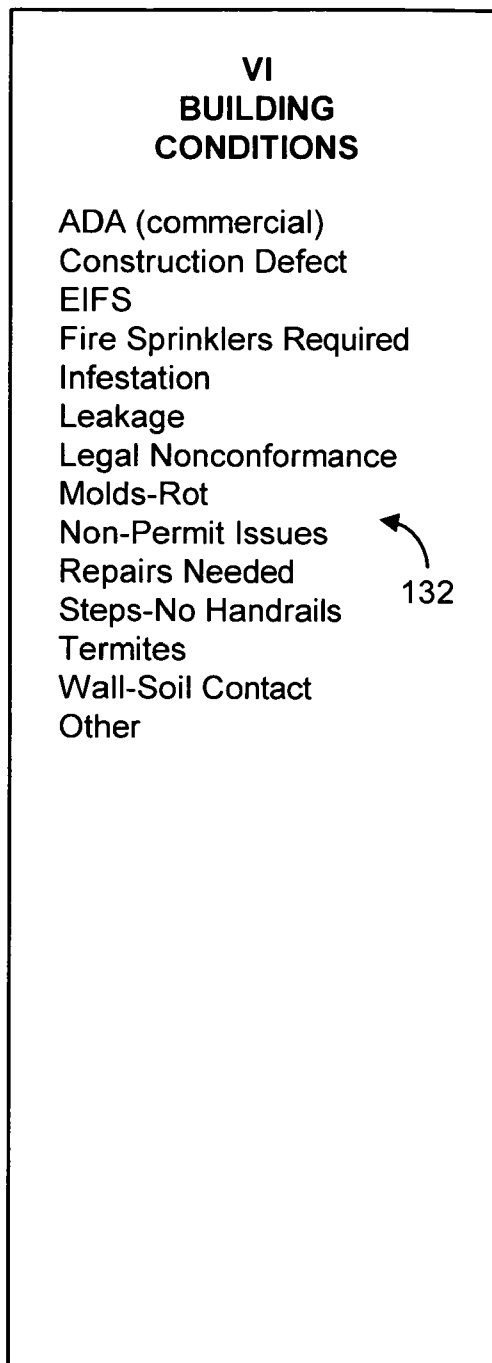 VI
BUILDING
CONDITIONS
ADA (commercial)
Construction Defect
EIFS
Fire Sprinklers Required
Infestation
Leakage
Legal Nonconformance
Molds-Rot
Non-Permit Issues
Repairs Needed
132
Steps-No Handrails
Termites
Wall-Soil Contact
Other